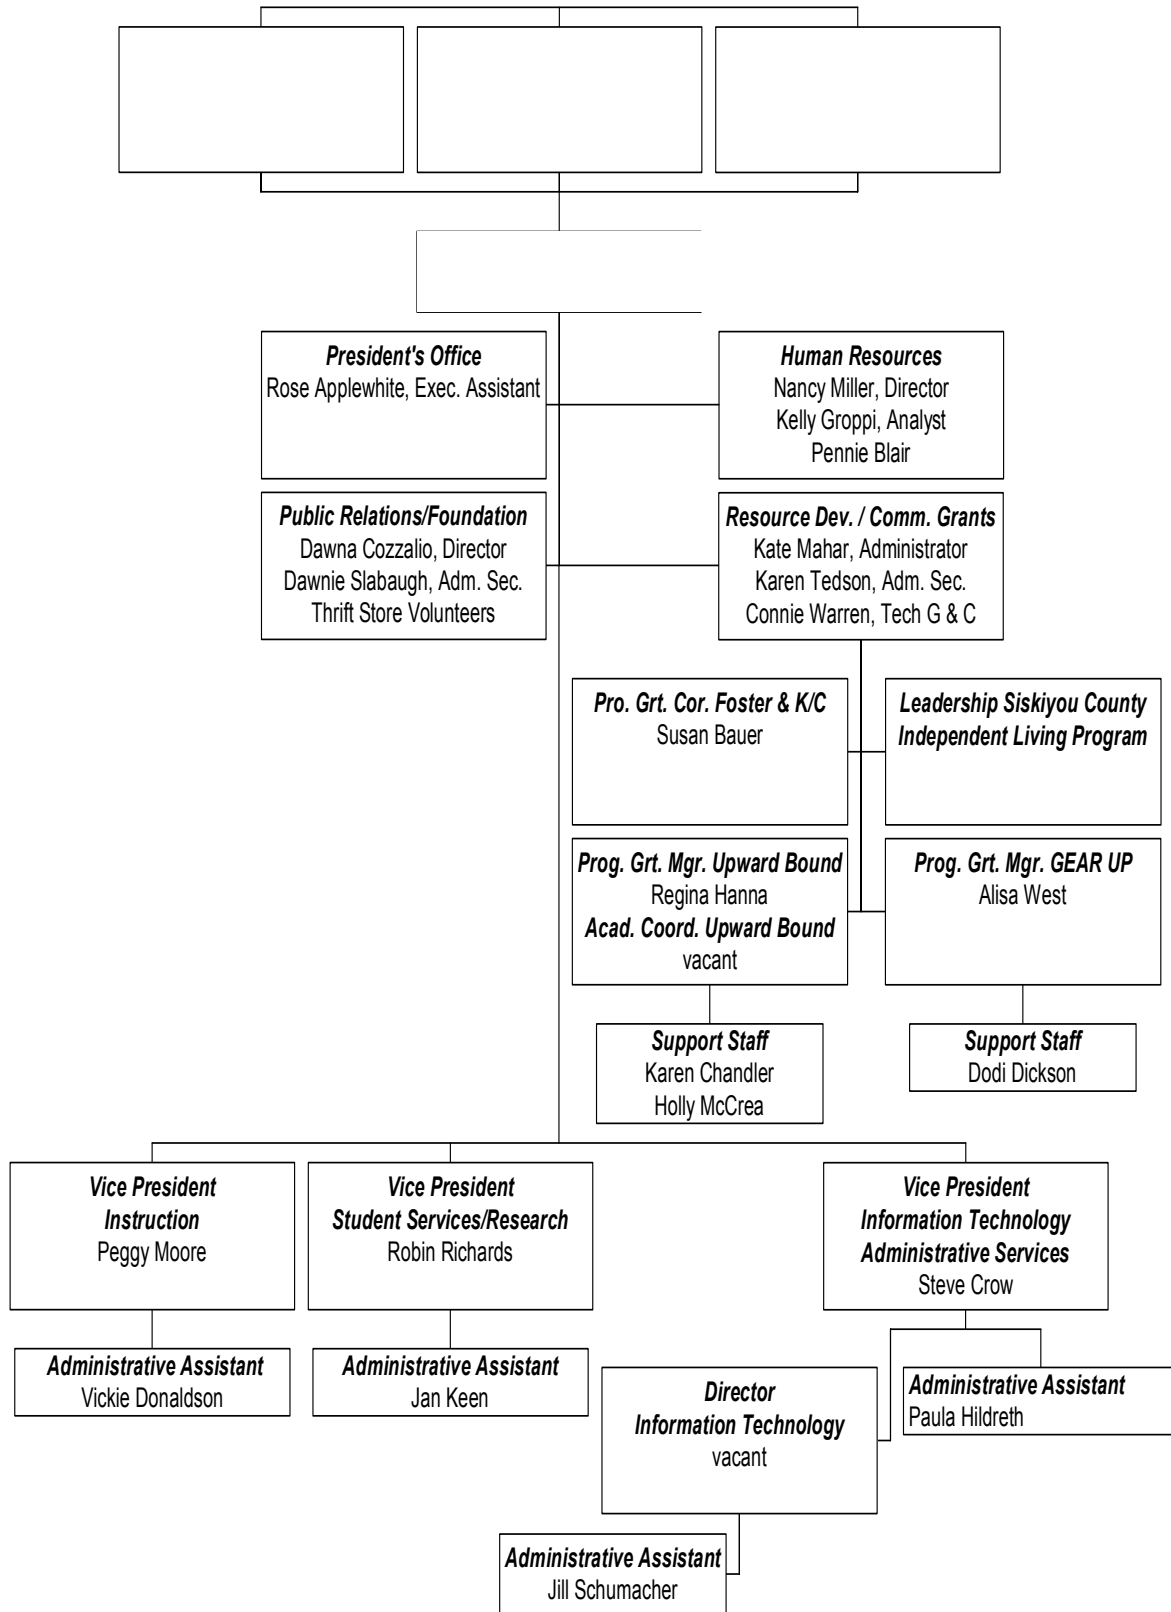 President's Office
Rose Applewhite, Exec. Assistant
Human Resources
Nancy Miller, Director
Kelly Groppi, Analyst
Pennie Blair
Public Relations/Foundation
Dawna Cozzalio, Director
Dawnie Slabaugh, Adm. Sec.
Thrift Store Volunteers
Resource Dev. / Comm. Grants
Kate Mahar, Administrator
Karen Tedson, Adm. Sec.
Connie Warren, Tech G & C
Pro. Grt. Cor. Foster & K/C
Susan Bauer
Leadership Siskiyou County
Independent Living Program
Prog. Grt. Mgr. Upward Bound
Regina Hanna
Acad. Coord. Upward Bound
vacant
Prog. Grt. Mgr. GEAR UP
Alisa West
Support Staff
Karen Chandler
Holly McCrea
Support Staff
Dodi Dickson
Vice President
Instruction
Peggy Moore
Vice President
Student Services/Research
Robin Richards
Vice President
Information Technology
Administrative Services
Steve Crow
Administrative Assistant
Vickie Donaldson
Administrative Assistant
Jan Keen
Director
Information Technology
vacant
Administrative Assistant
Paula Hildreth
Administrative Assistant
Jill Schumacher